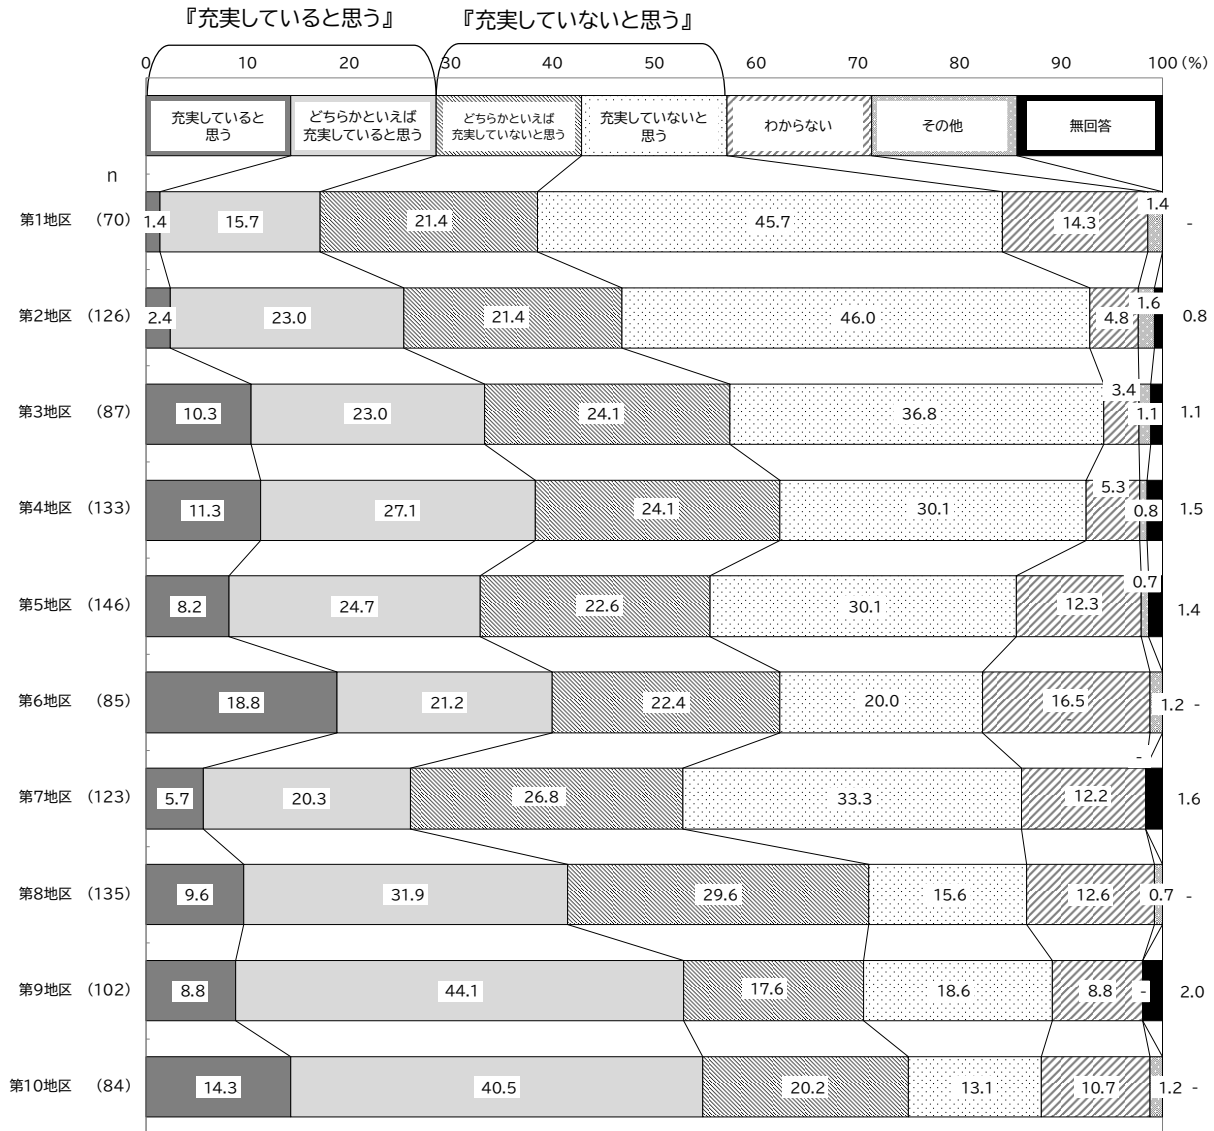 『充実していると思う』 『充実していないと思う』
0 10 20 30 40 50 60 70 80 90 100 (%)
充実していると
思う
どちらかといえば
充実していると思う
どちらかといえば
充実していないと思う
充実していないと
思う
わからない
その他
無回答
n
第1地区 (70) 1.4 15.7 21.4 45.7 14.3 1.4 -
第2地区 (126) 2.4 23.0 21.4 46.0 4.8 1.6 0.8
第3地区 (87) 10.3 23.0 24.1 36.8 3.4 1.1 1.1
第4地区 (133) 11.3 27.1 24.1 30.1 5.3 0.8 1.5
第5地区 (146) 8.2 24.7 22.6 30.1 12.3 0.7 1.4
第6地区 (85) 18.8 21.2 22.4 20.0 16.5 1.2 -
-
第7地区 (123) 5.7 20.3 26.8 33.3 12.2 - 1.6
第8地区 (135) 9.6 31.9 29.6 15.6 12.6 0.7 -
第9地区 (102) 8.8 44.1 17.6 18.6 8.8 - 2.0
第10地区 (84) 14.3 40.5 20.2 13.1 10.7 1.2 -